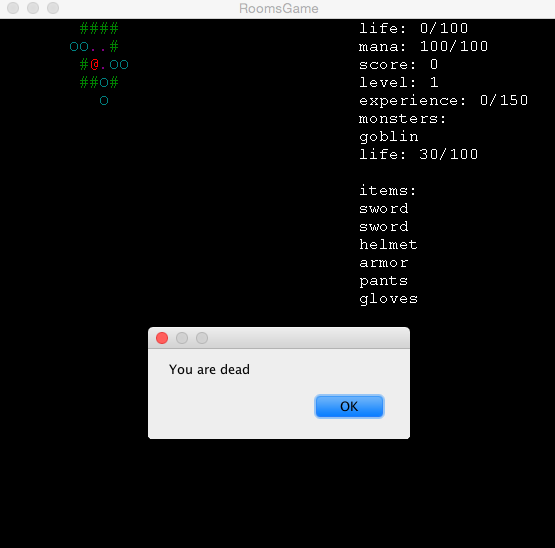 RoomsGame
####
OO..#
#@.OO
##O#
O
life: 0/100
mana: 100/100
score: 0
level: 1
experience: 0/150
monsters:
goblin
life: 30/100
items:
sword
sword
helmet
armor
pants
gloves
You are dead
OK